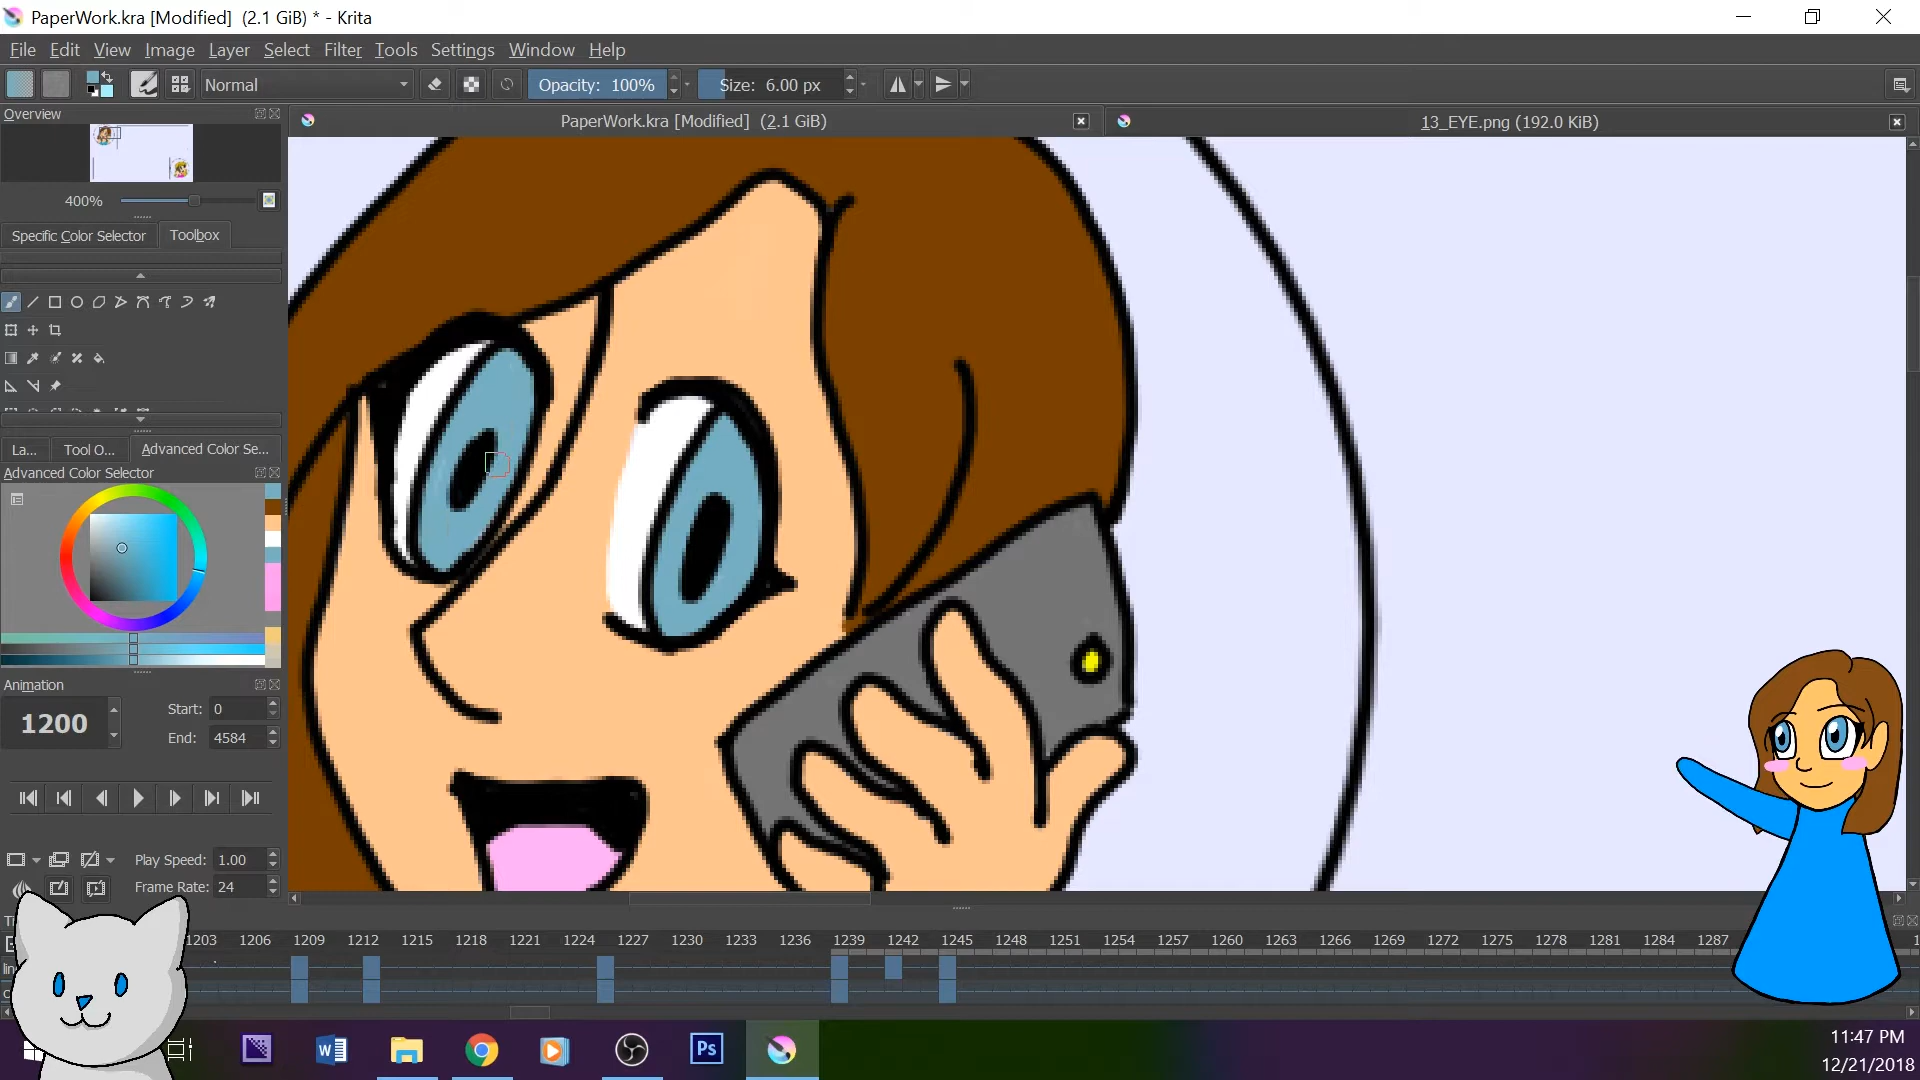 PaperWork.kra [Modified]  (2.1 GiB) * - Krita
File Edit View Image Layer Select Filter Tools Settings Window Help
Normal Opacity: 100% Size: 6.00 px
Overview
PaperWork.kra [Modified]  (2.1 GiB)
13_EYE.png (192.0 KiB)
400%
Specific Color Selector Toolbox
La... Tool O... Advanced Color Se...
Advanced Color Selector
Animation
1200
Start: 0
End: 4584
Play Speed: 1.00
Frame Rate: 24
1203 1206 1209 1212 1215 1218 1221 1224 1227 1230 1233 1236 1239 1242 1245 1248 1251 1254 1257 1260 1263 1266 1269 1272 1275 1278 1281 1284 1287
Ps
11:47 PM
12/21/2018